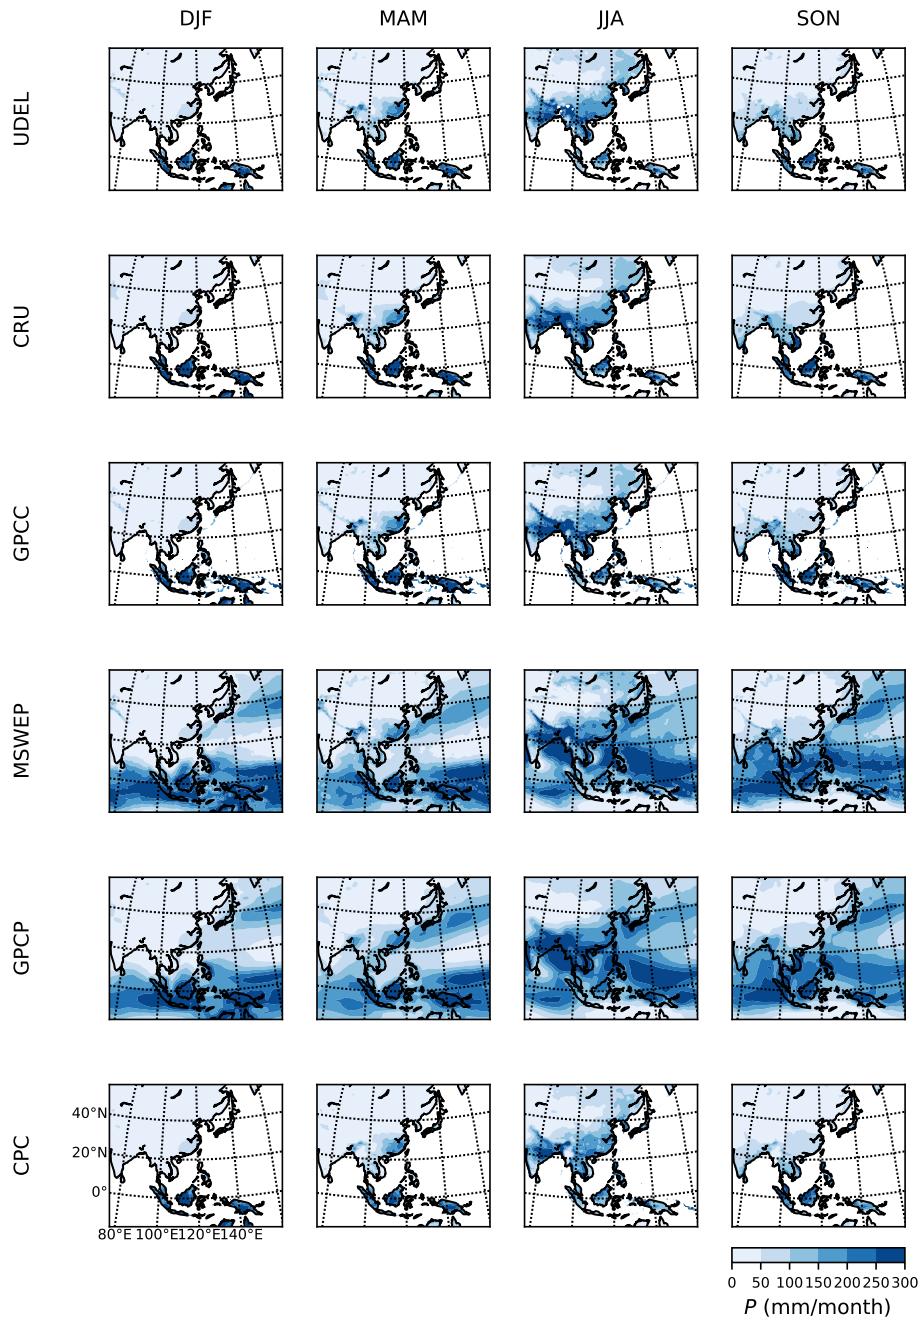 DJF MAM JJA SON
UDEL
CRU
GPCC
MSWEP
GPCP
CPC
40°N
20°N
0°
80°E 100°E 120°E 140°E
0 50 100 150 200 250 300
P (mm/month)